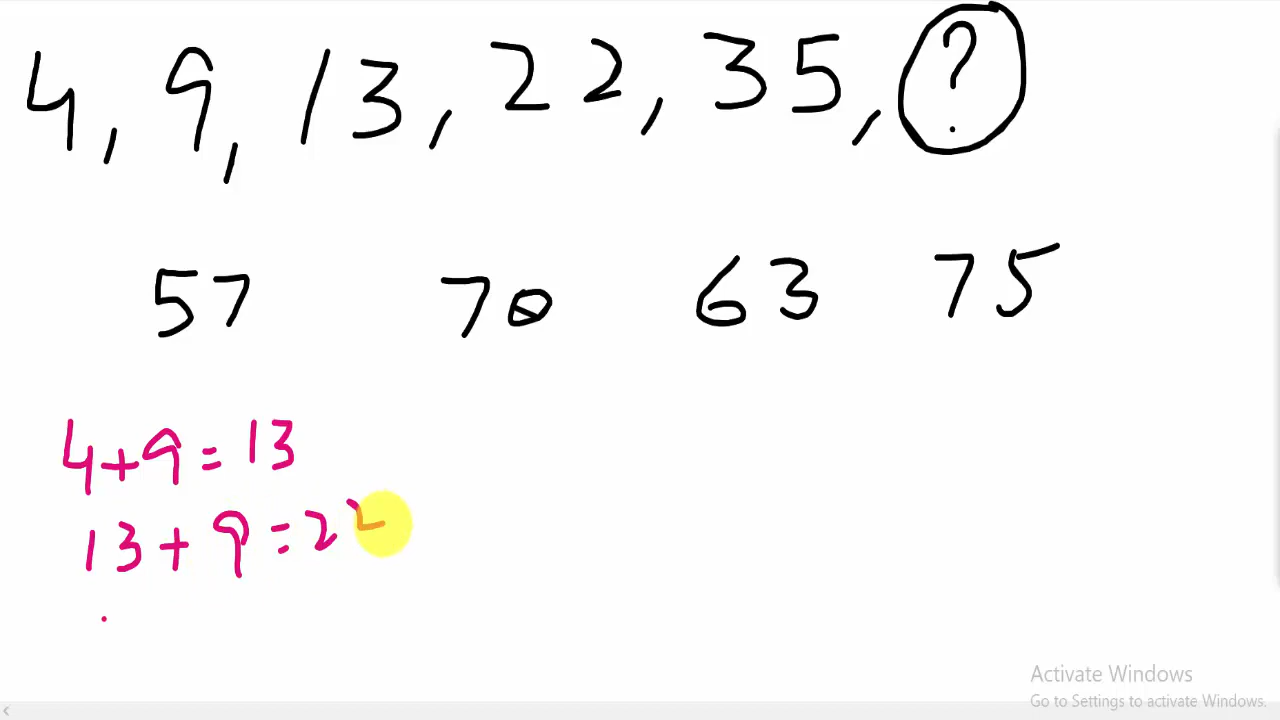 4, 9, 13, 22, 35, ?
57 70 63 75
4+9=13
13+9=22
Activate Windows
Go to Settings to activate Windows.